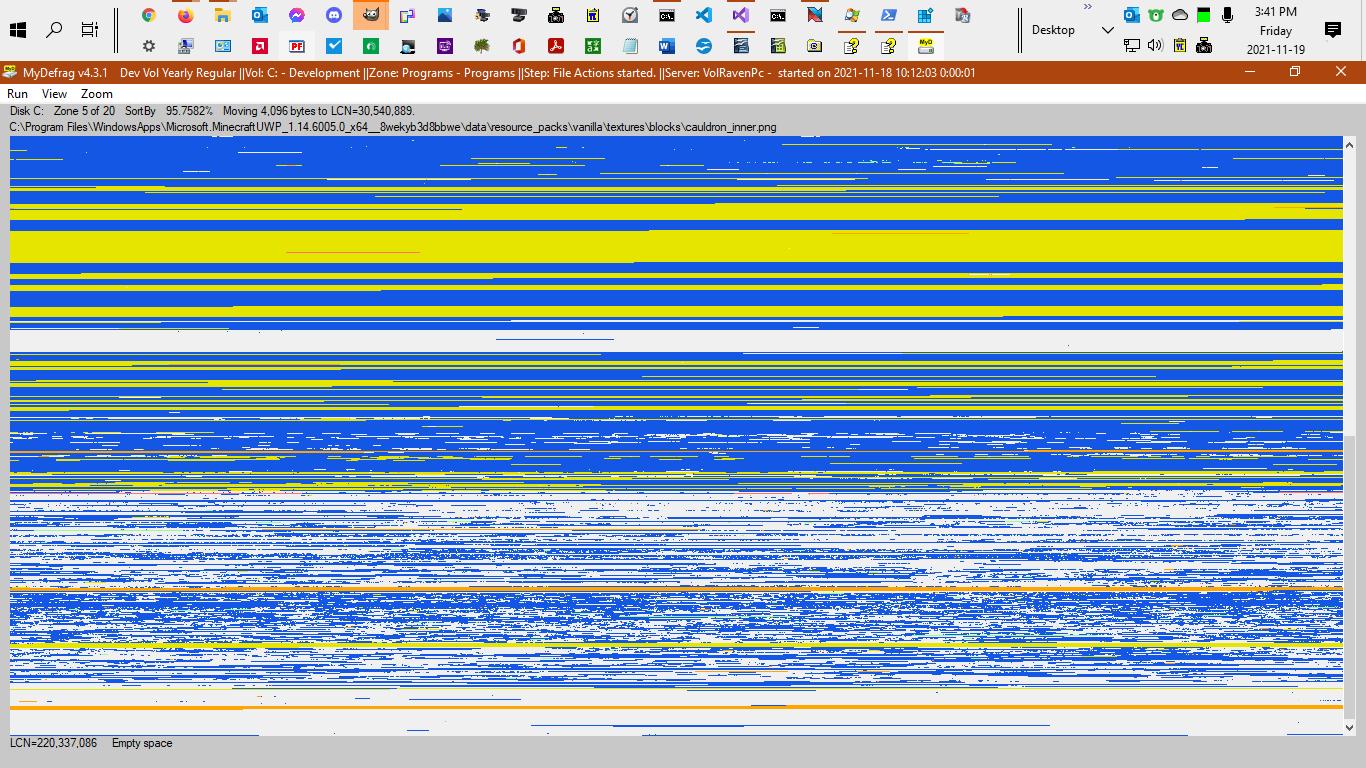 3:41 PM
Desktop
Friday
2021-11-19
MyDefrag v4.3.1 Dev Vol Yearly Regular ||Vol: C: - Development ||Zone: Programs - Programs ||Step: File Actions started. ||Server: VolRavenPc - started on 2021-11-18 10:12:03 0:00:01
Run View Zoom
Disk C: Zone 5 of 20 SortBy 95.7582% Moving 4,096 bytes to LCN=30,540,889.
C:\Program Files\WindowsApps\Microsoft.MinecraftUWP_1.14.6005.0_x64__8wekyb3d8bbwe\data\resource_packs\vanilla\textures\blocks\cauldron_inner.png
LCN=220,337,086 Empty space